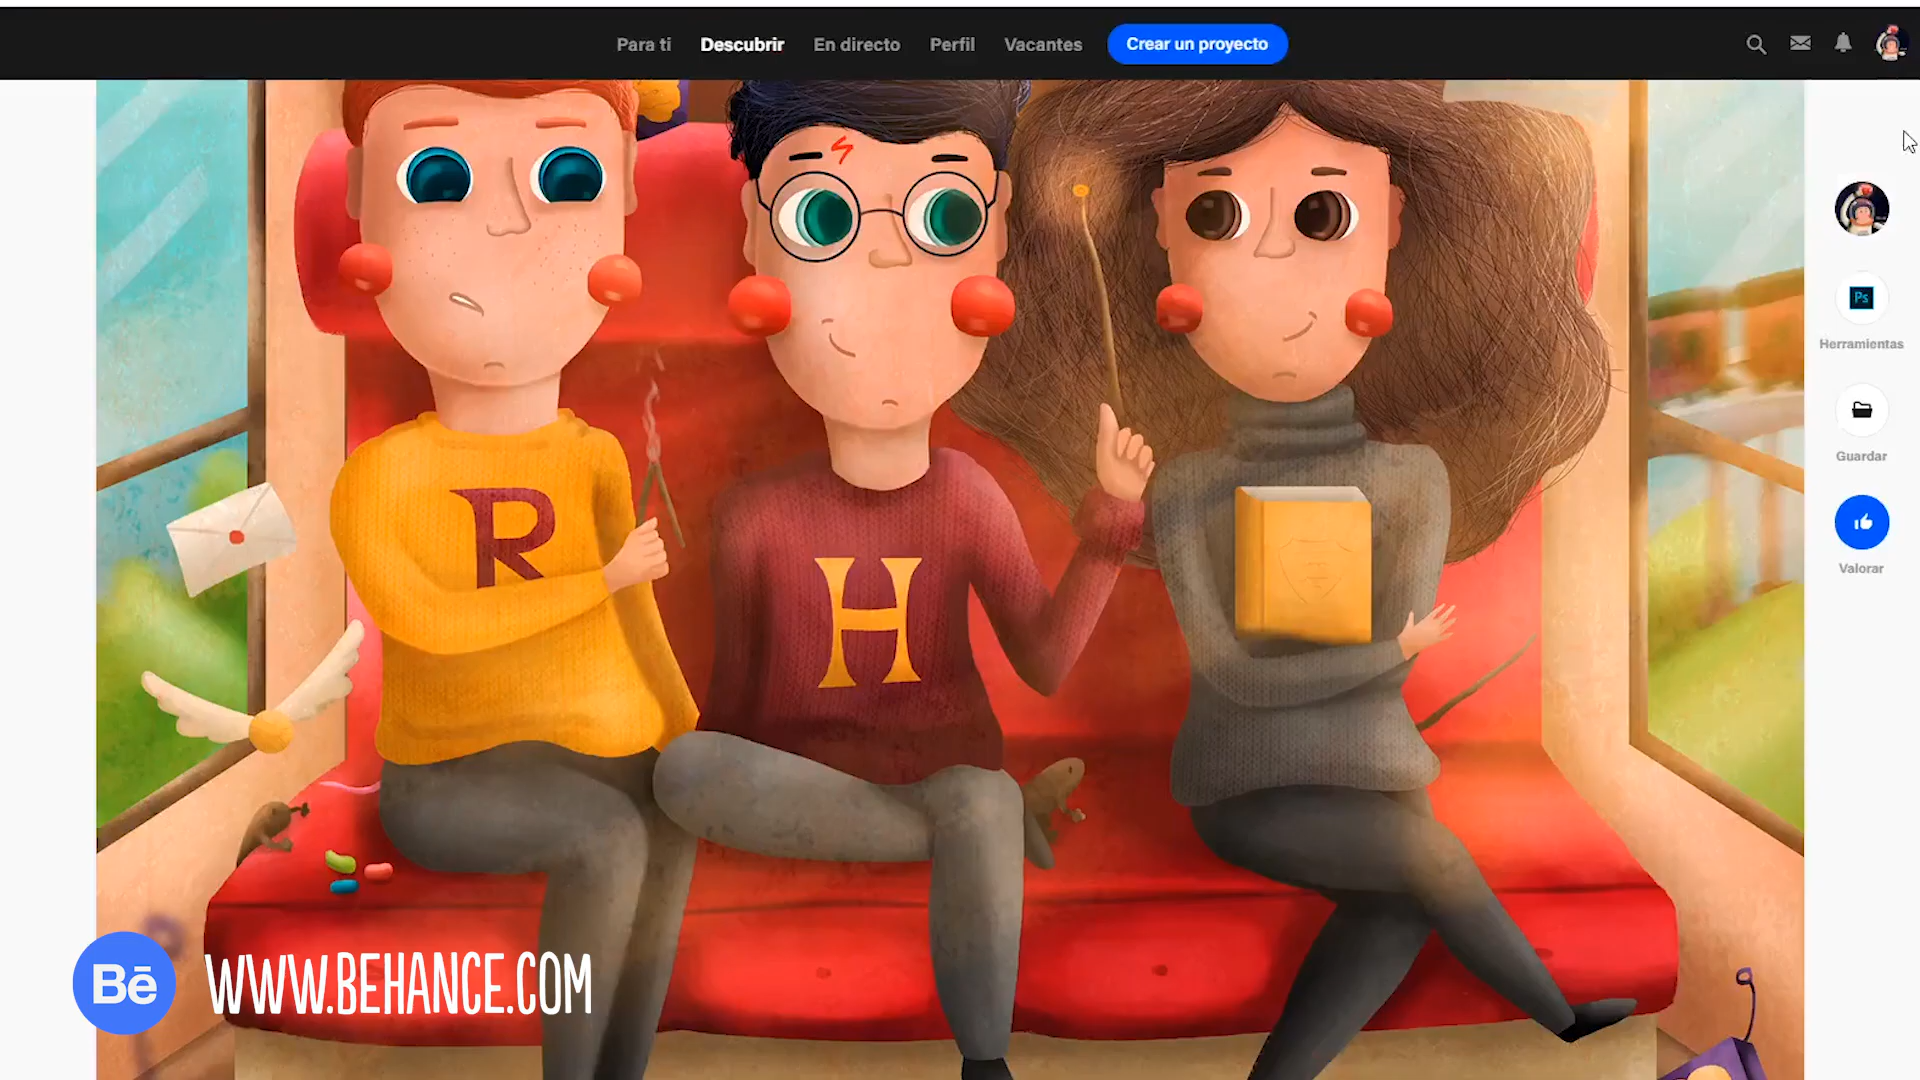 Para ti Descubrir En directo Perfil Vacantes Crear un proyecto
Ps
Herramientas
Guardar
Valorar
R
H
Bē WWW.BEHANCE.COM